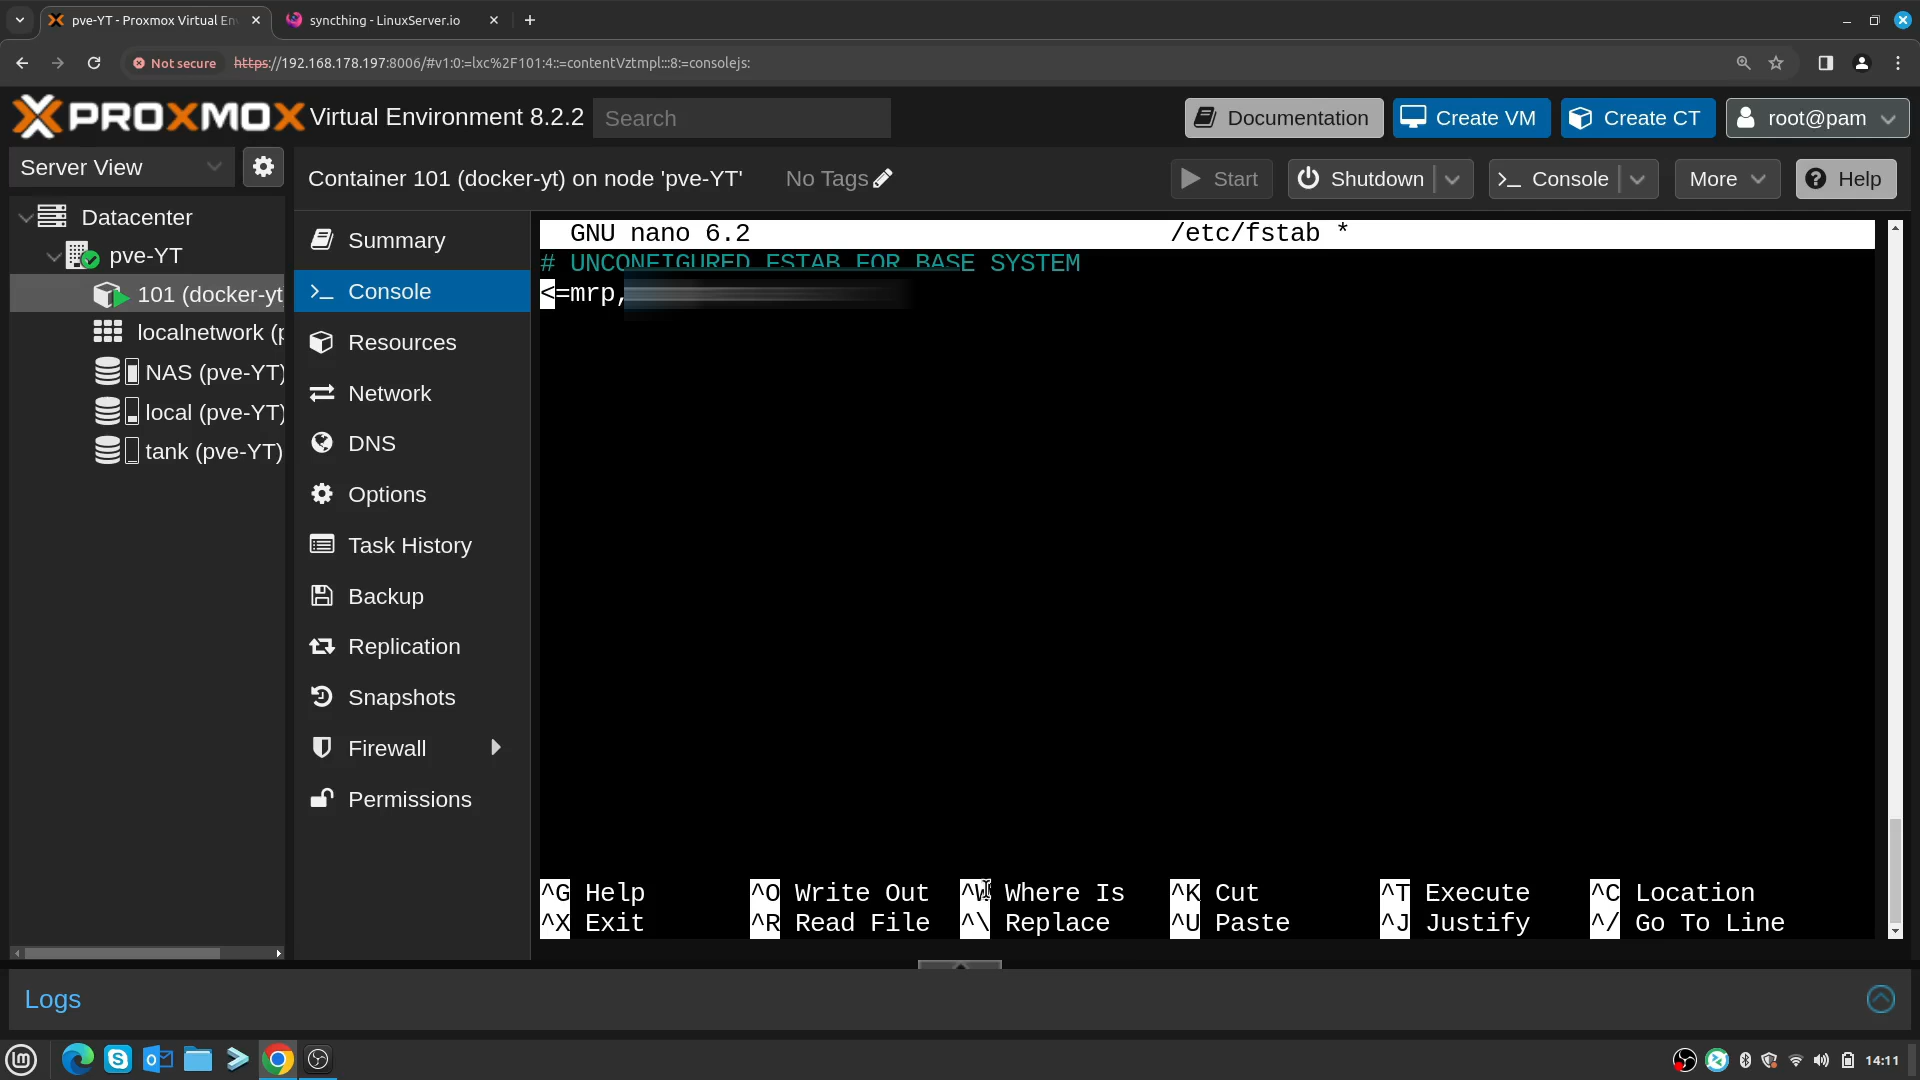 pve-YT - Proxmox Virtual En
syncthing - LinuxServer.io
Not secure
https://192.168.178.197:8006/#v1:0:=lxc%2F101:4::=contentVztmpl:::8:=consolejs:
PROXMOX Virtual Environment 8.2.2
Search
Documentation
Create VM
Create CT
root@pam
Server View
Container 101 (docker-yt) on node 'pve-YT'
No Tags
Start
Shutdown
Console
More
Help
Datacenter
pve-YT
101 (docker-yt
localnetwork (p
NAS (pve-YT)
local (pve-YT)
tank (pve-YT)
Summary
Console
Resources
Network
DNS
Options
Task History
Backup
Replication
Snapshots
Firewall
Permissions
GNU nano 6.2 /etc/fstab *
# UNCONFIGURED FSTAB FOR BASE SYSTEM
<=mrp,
^G Help ^O Write Out ^W Where Is ^K Cut ^T Execute ^C Location
^X Exit ^R Read File ^\ Replace ^U Paste ^J Justify ^/ Go To Line
Logs
14:11